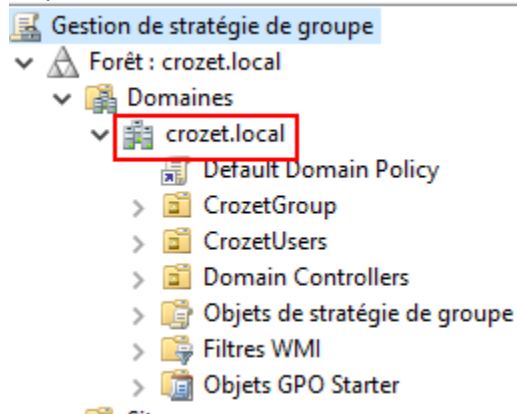 Gestion de stratégie de groupe
Forêt : crozet.local
Domaines
crozet.local
Default Domain Policy
CrozetGroup
CrozetUsers
Domain Controllers
Objets de stratégie de groupe
Filtres WMI
Objets GPO Starter